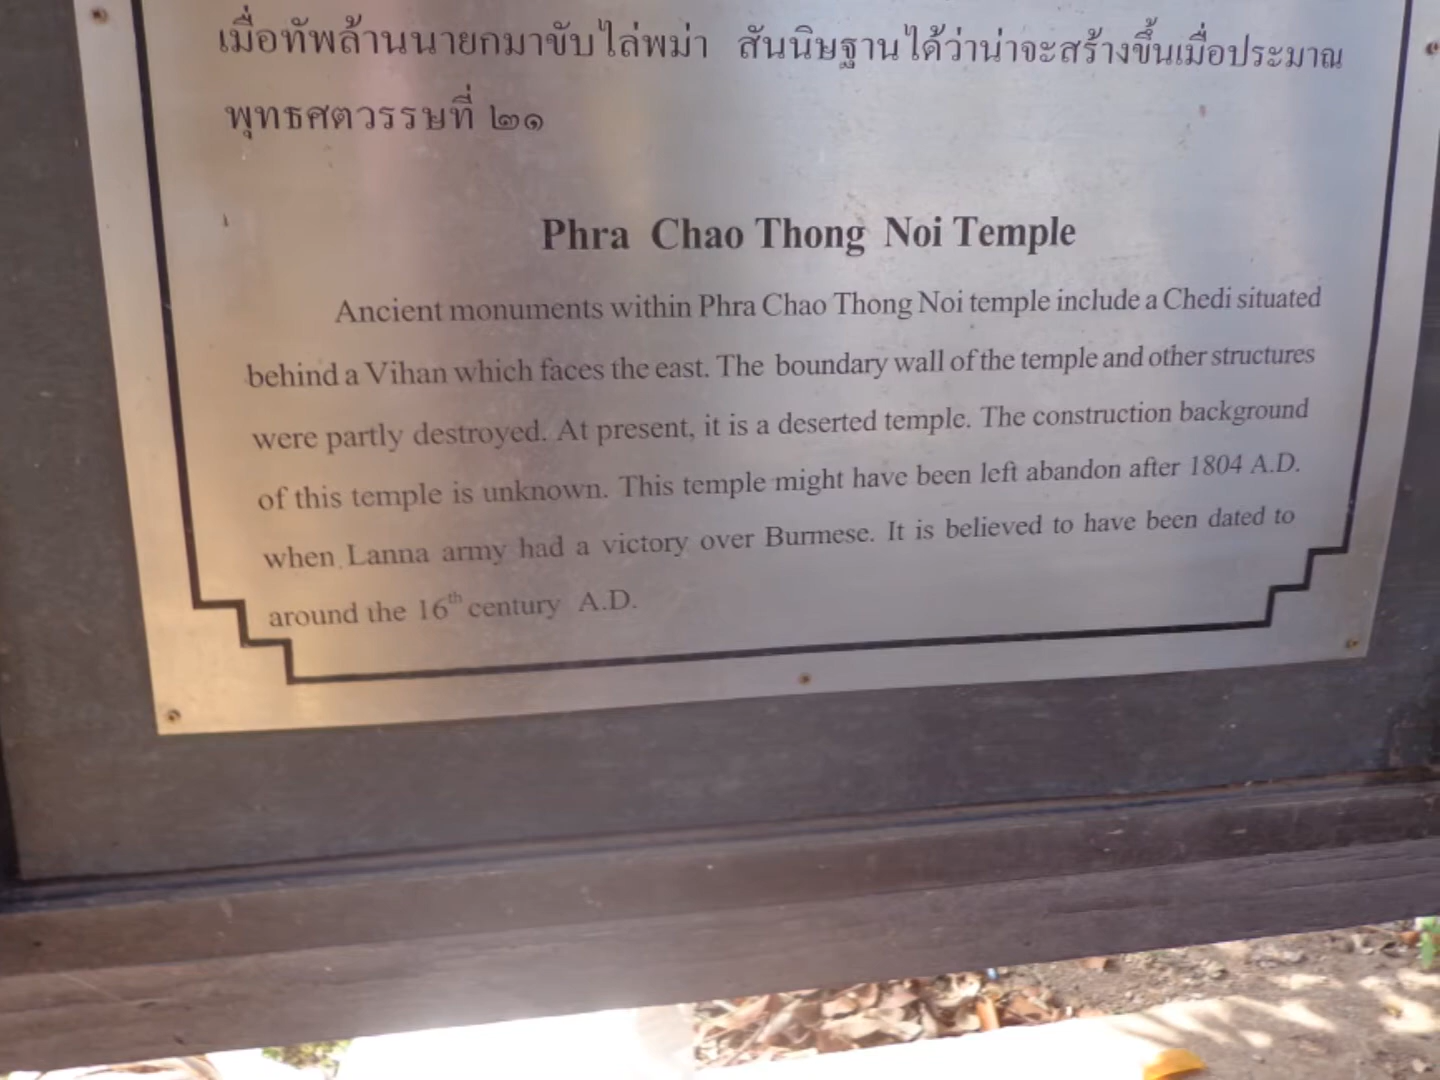 เมื่อทัพล้านนายกมาขับไล่พม่า สันนิษฐานได้ว่าน่าจะสร้างขึ้นเมื่อประมาณ
พุทธศตวรรษที่ ๒๑
Phra Chao Thong Noi Temple
Ancient monuments within Phra Chao Thong Noi temple include a Chedi situated
behind a Vihan which faces the east. The boundary wall of the temple and other structures
were partly destroyed. At present, it is a deserted temple. The construction background
of this temple is unknown. This temple might have been left abandon after 1804 A.D.
when Lanna army had a victory over Burmese. It is believed to have been dated to
around the 16th century A.D.